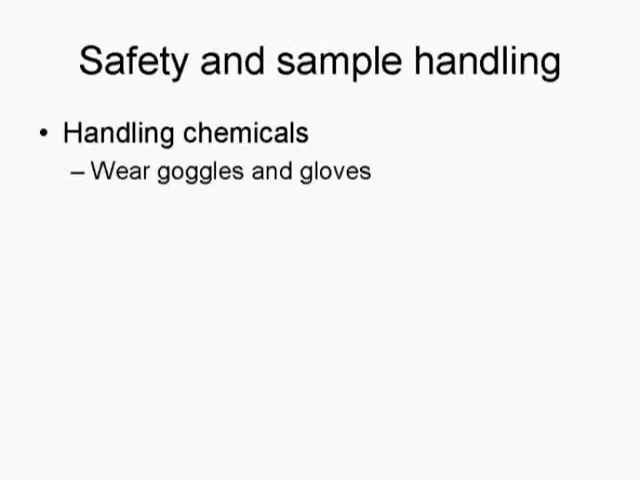 Safety and sample handling
• Handling chemicals
– Wear goggles and gloves